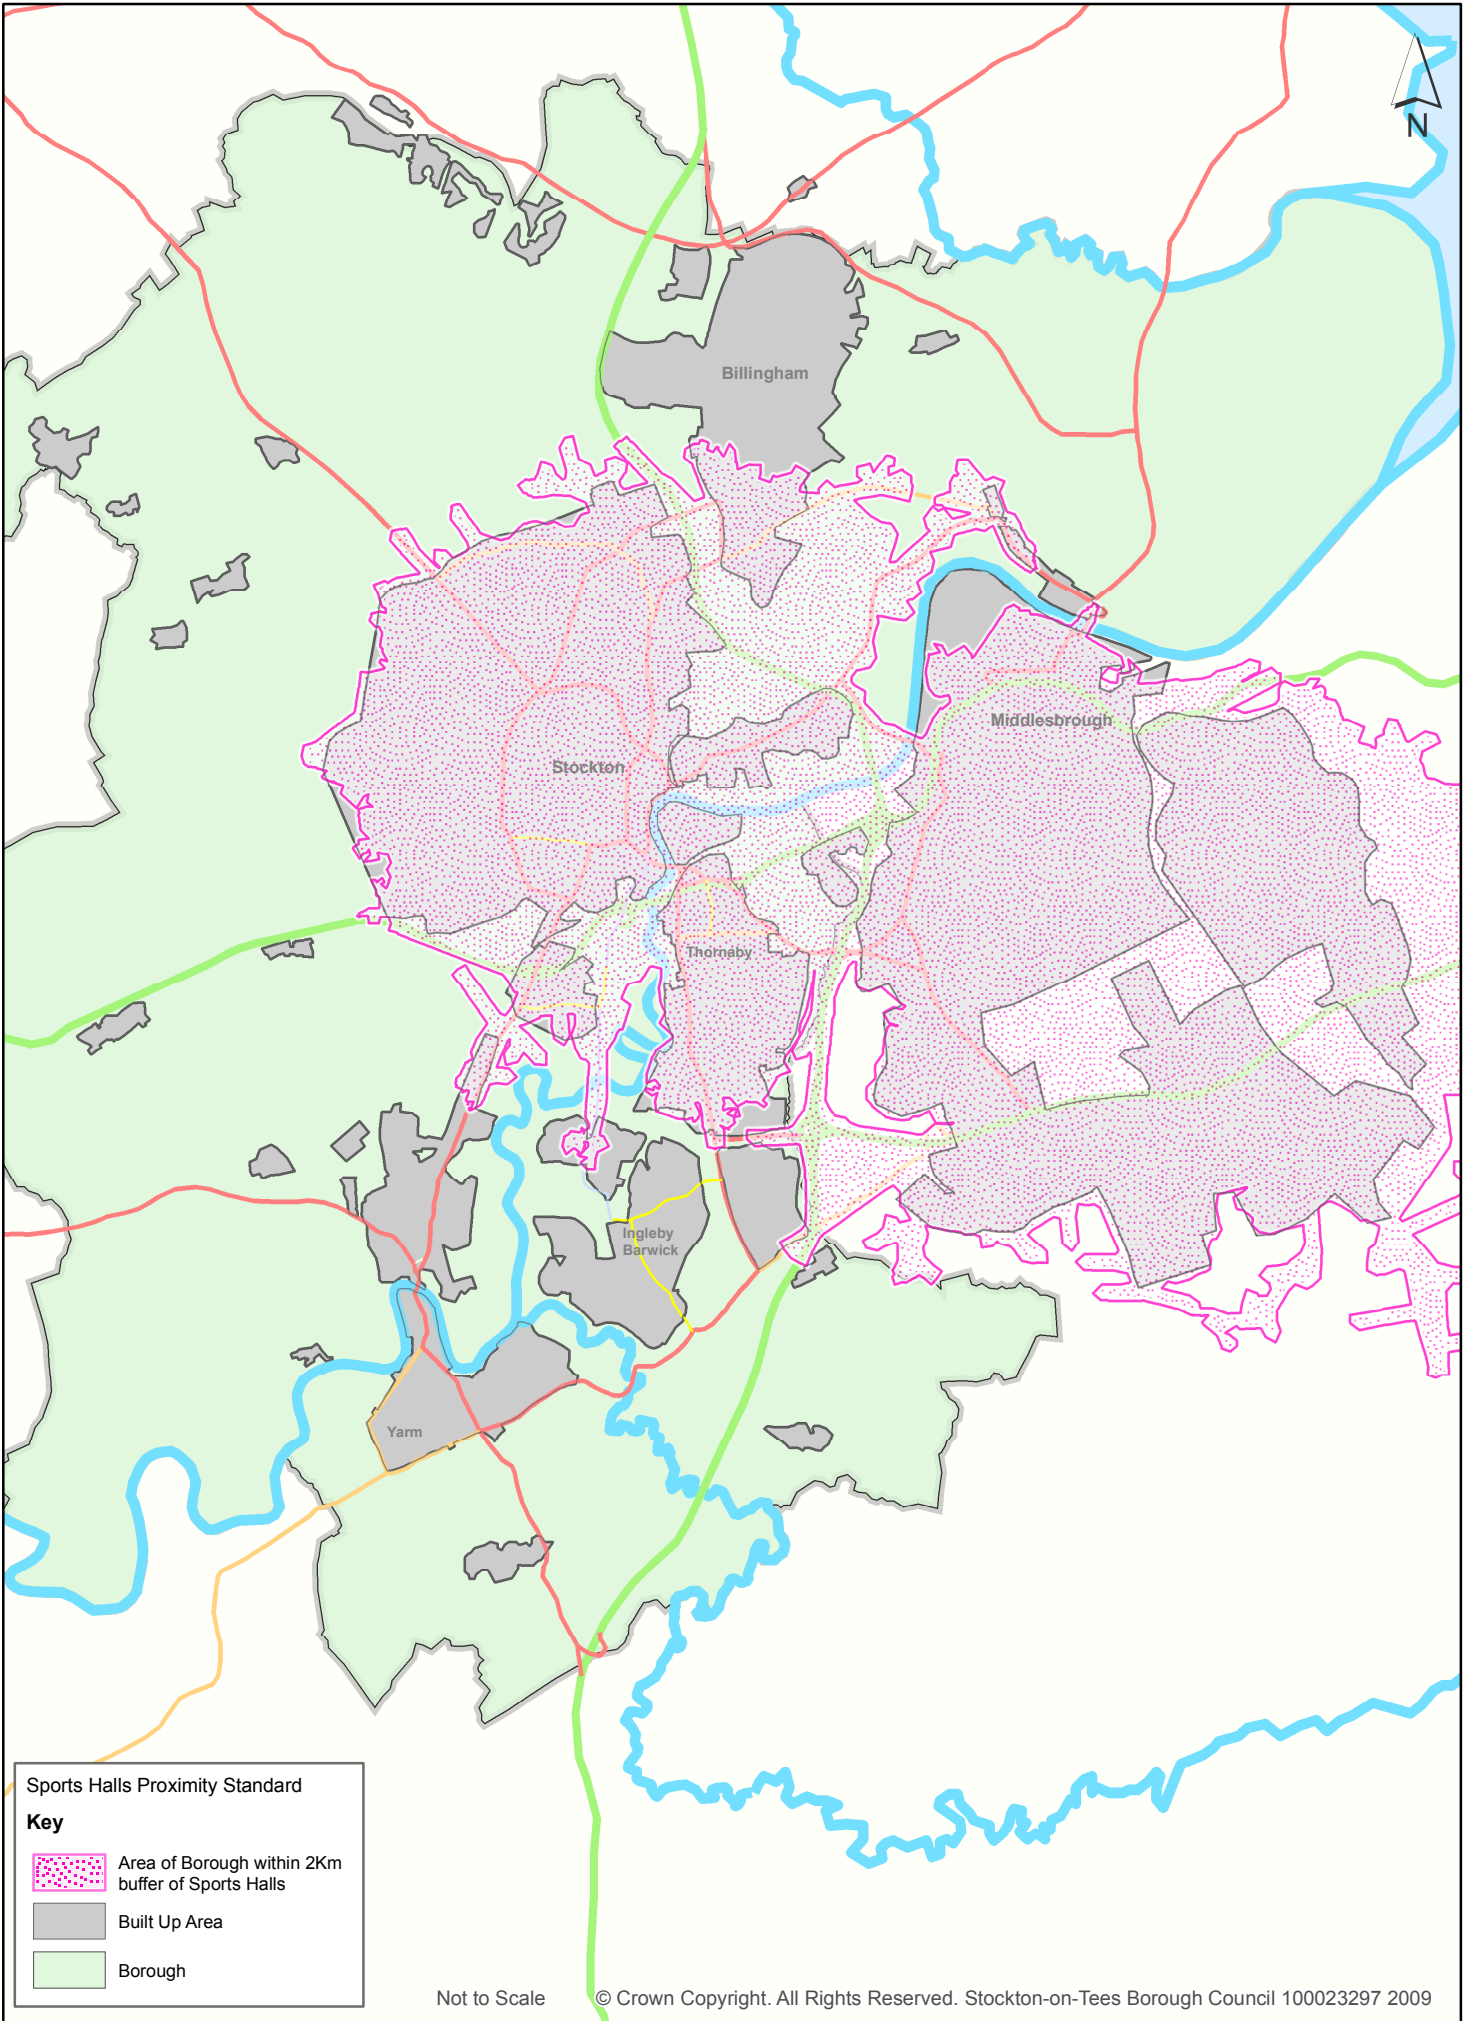 N
Billingham
Middlesbrough
Stockton
Thornaby
Ingleby
Barwick
Yarm
Sports Halls Proximity Standard
Key
Area of Borough within 2Km
buffer of Sports Halls
Built Up Area
Borough
Not to Scale
© Crown Copyright. All Rights Reserved. Stockton-on-Tees Borough Council 100023297 2009